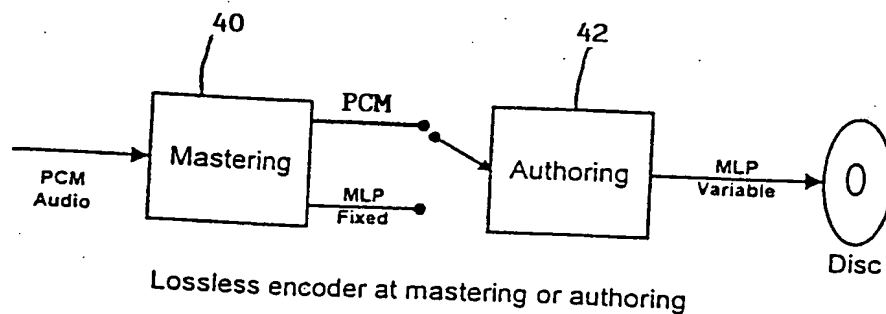 40
42
PCM
Audio
Mastering
PCM
MLP
Fixed
Authoring
MLP
Variable
Disc
Lossless encoder at mastering or authoring